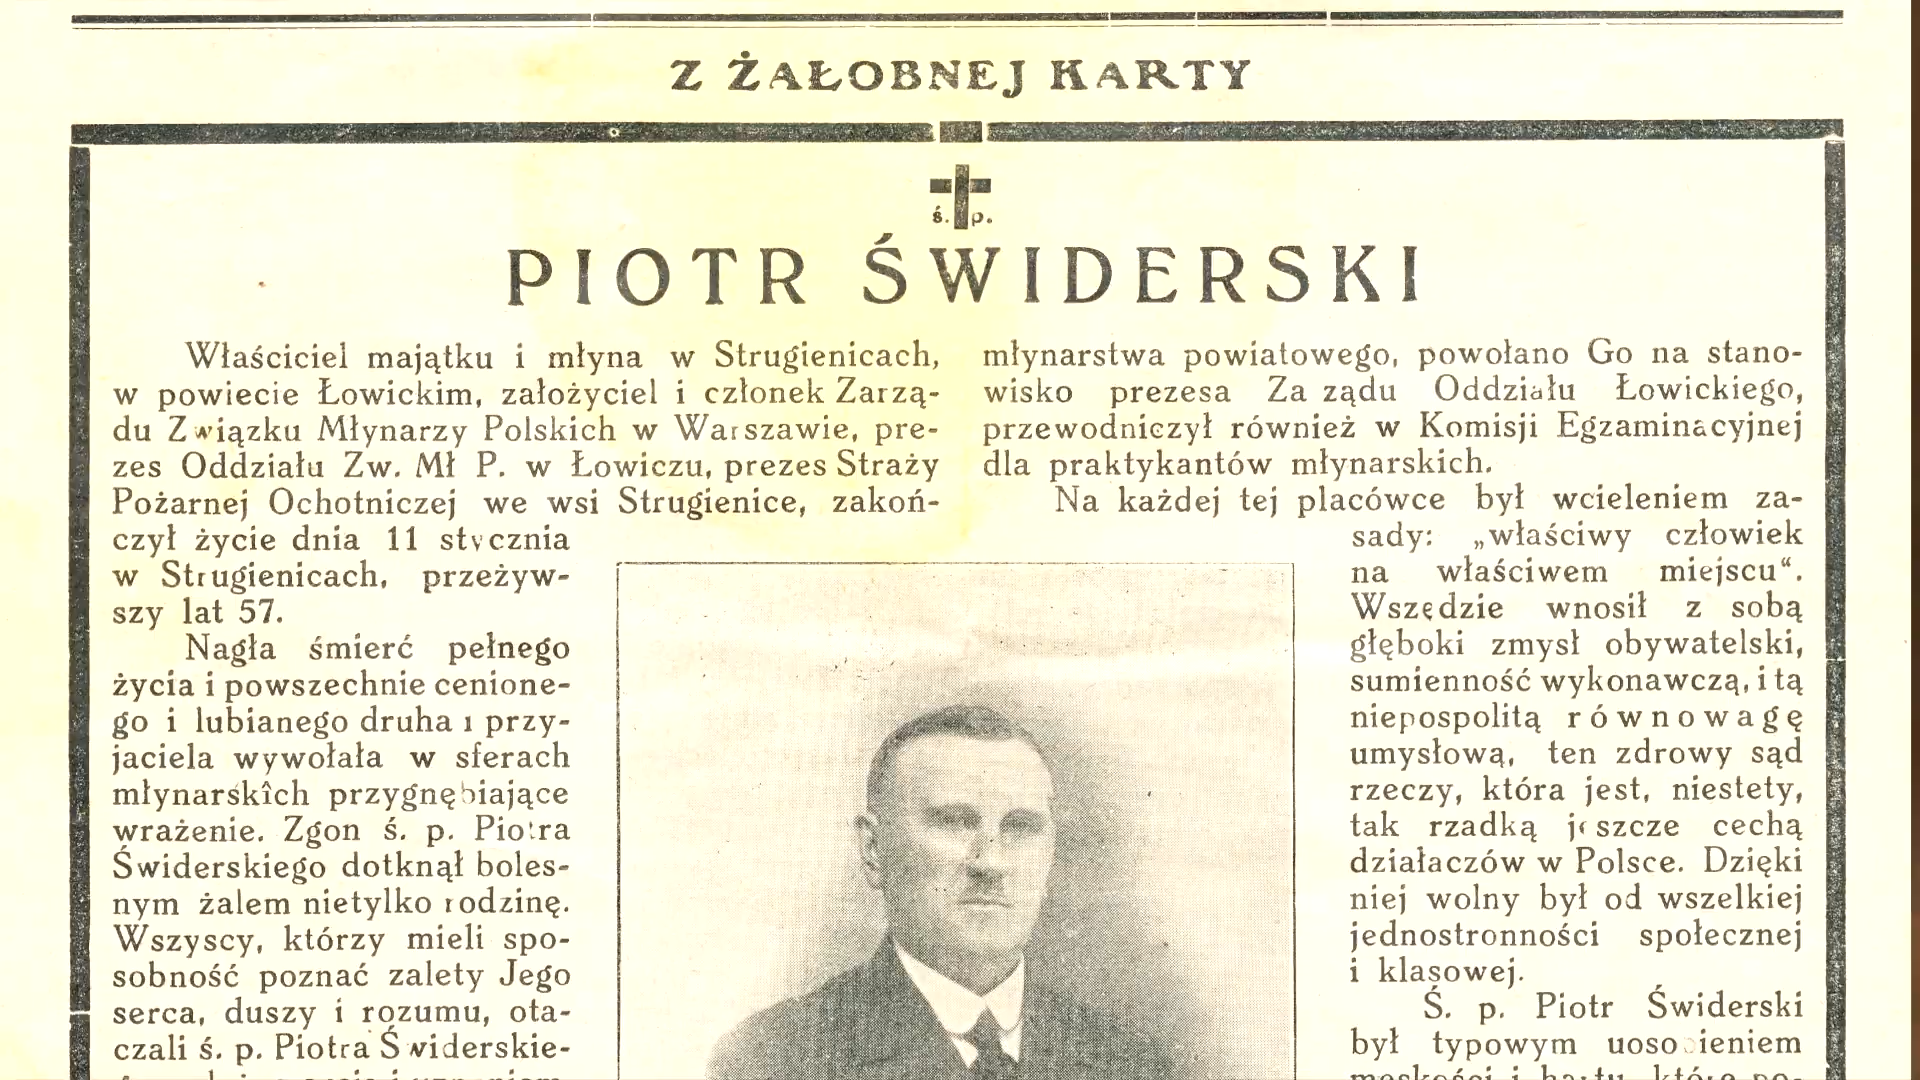 Z ŻAŁOBNEJ KARTY
ś. p.
PIOTR ŚWIDERSKI
Właściciel majątku i młyna w Strugienicach,
w powiecie Łowickim, założyciel i członek Zarzą-
du Związku Młynarzy Polskich w Warszawie, pre-
zes Oddziału Zw. Mł P. w Łowiczu, prezes Straży
Pożarnej Ochotniczej we wsi Strugienice, zakoń-
czył życie dnia 11 stycznia
w Strugienicach, przeżyw-
szy lat 57.
Nagła śmierć pełnego
życia i powszechnie cenione-
go i lubianego druha i przy-
jaciela wywołała w sferach
młynarskich przygnębiające
wrażenie. Zgon ś. p. Piotra
Świderskiego dotknął boles-
nym żalem nietylko rodzinę.
Wszyscy, którzy mieli spo-
sobność poznać zalety Jego
serca, duszy i rozumu, ota-
czali ś. p. Piotra Świderskie-
młynarstwa powiatowego, powołano Go na stano-
wisko prezesa Za ządu Oddziału Łowickiego,
przewodniczył również w Komisji Egzaminacyjnej
dla praktykantów młynarskich.
Na każdej tej placówce był wcieleniem za-
sady: „właściwy człowiek
na właściwem miejscu“.
Wszędzie wnosił z sobą
głęboki zmysł obywatelski,
sumienność wykonawczą, i tą
niepospolitą równowagę
umysłową, ten zdrowy sąd
rzeczy, która jest, niestety,
tak rzadką jeszcze cechą
działaczów w Polsce. Dzięki
niej wolny był od wszelkiej
jednostronności społecznej
i klasowej.
Ś. p. Piotr Świderski
był typowym uosobieniem